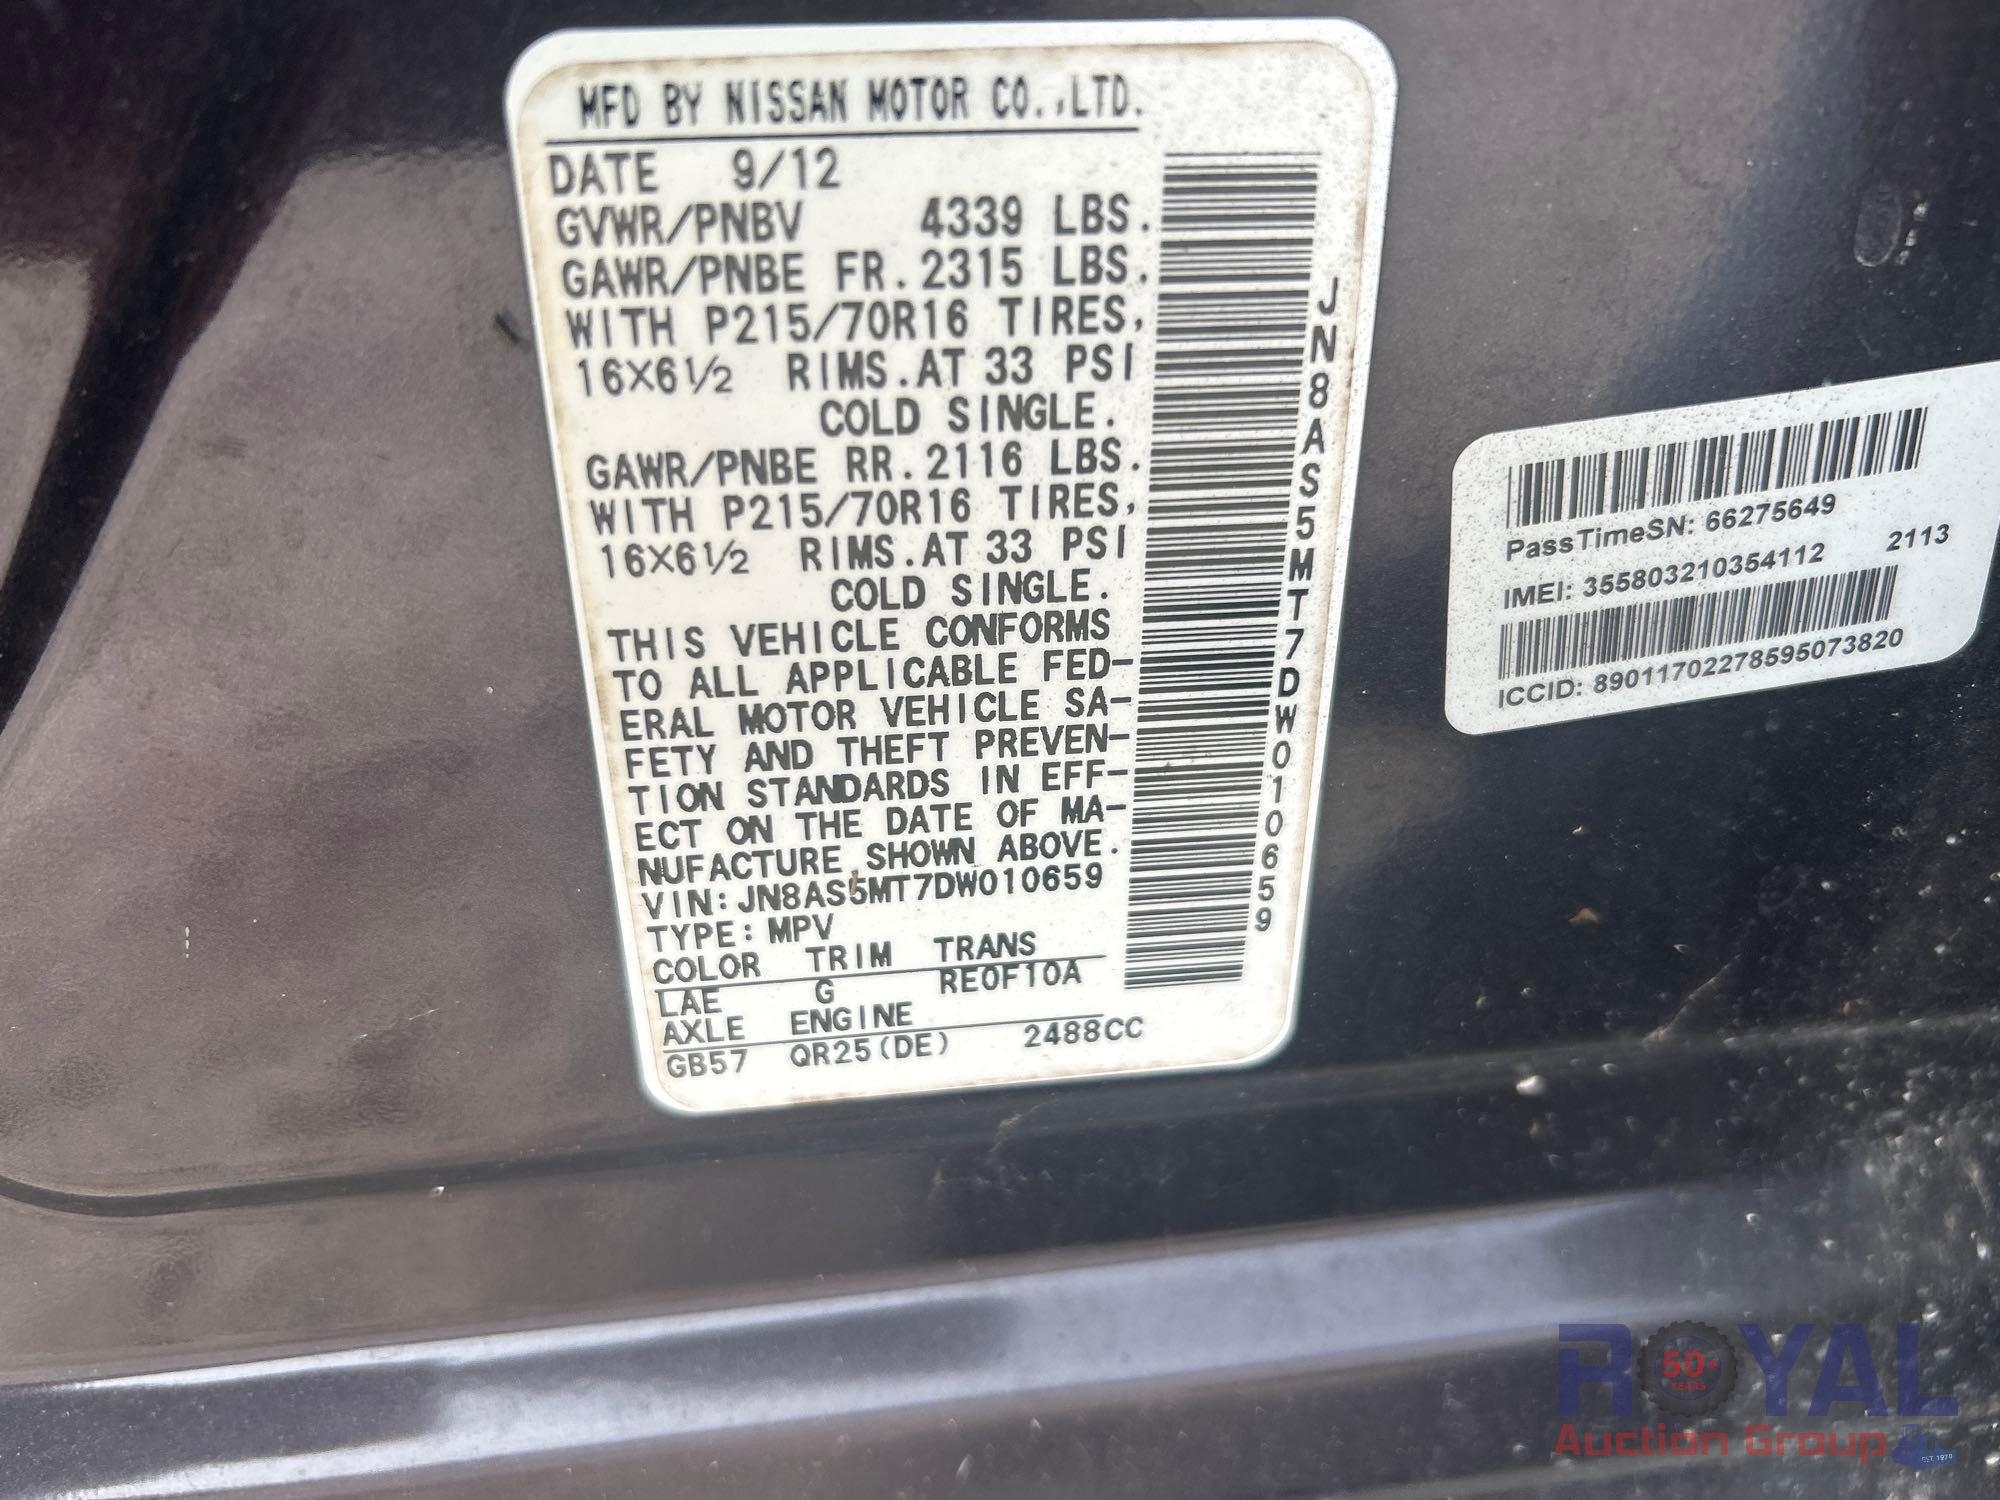 MFD BY NISSAN MOTOR CO.,LTD.
DATE 9/12
GVWR/PNBV 4339 LBS.
GAWR/PNBE FR. 2315 LBS.
WITH P215/70R16 TIRES,
16X6½ RIMS. AT 33 PSI
COLD SINGLE.
GAWR/PNBE RR. 2116 LBS.
WITH P215/70R16 TIRES,
16X6½ RIMS. AT 33 PSI
COLD SINGLE.
THIS VEHICLE CONFORMS
TO ALL APPLICABLE FED-
ERAL MOTOR VEHICLE SA-
FETY AND THEFT PREVEN-
TION STANDARDS IN EFF-
ECT ON THE DATE OF MA-
NUFACTURE SHOWN ABOVE.
VIN: JN8AS5MT7DW010659
TYPE: MPV
COLOR TRIM TRANS
LAE G RE0F10A
AXLE ENGINE
GB57 QR25(DE) 2488CC
JN8AS5MT7DW010659
PassTimeSN: 66275649
IMEI: 355803210354112 2113
ICCID: 89011702278595073820
ROYAL
50+
YEARS
Auction Group
EST. 1970